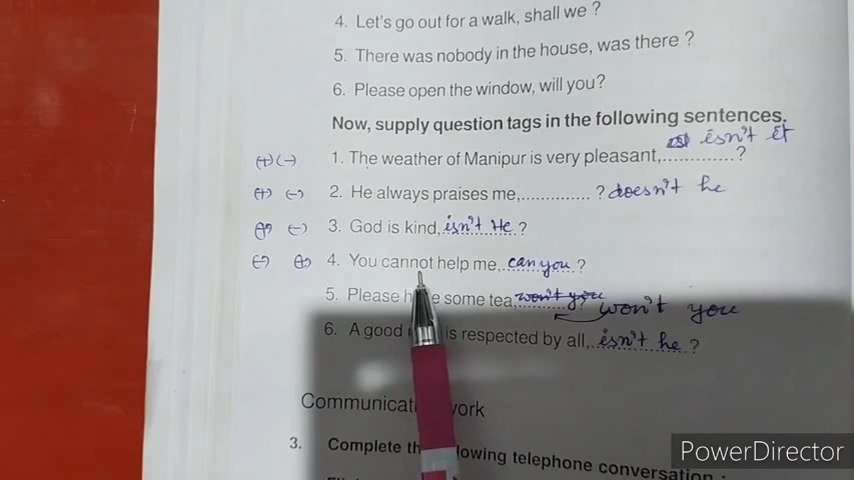 4. Let's go out for a walk, shall we ?
5. There was nobody in the house, was there ?
6. Please open the window, will you?
Now, supply question tags in the following sentences.
(+) (-) 1. The weather of Manipur is very pleasant,.............. ? isn't it
(+) (-) 2. He always praises me,.............. ? doesn't he
(+) (-) 3. God is kind, isn't He ?
(-) (+) 4. You cannot help me, can you ?
5. Please some tea, won't you ? won't you
6. A good is respected by all, isn't he ?
Communicati work
3. Complete th owing telephone conversation :
PowerDirector